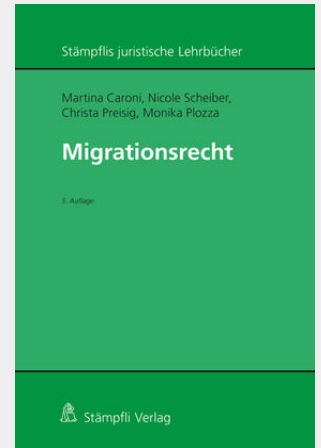 Stämpflis juristische Lehrbücher
Martina Caroni, Nicole Scheiber,
Christa Preisig, Monika Plozza
Migrationsrecht
5. Auflage
Stämpfli Verlag